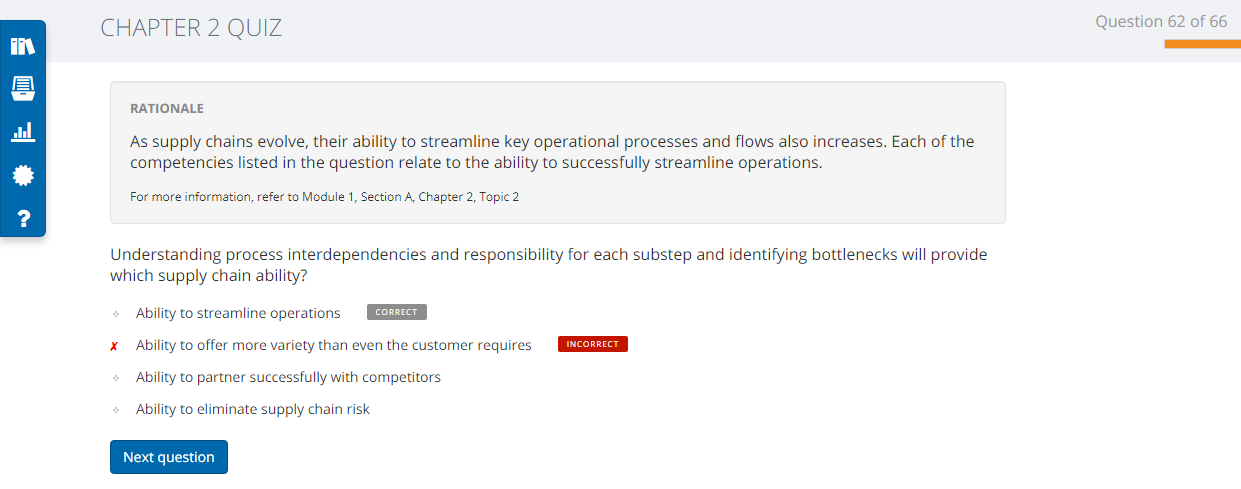 CHAPTER 2 QUIZ
Question 62 of 66
RATIONALE
As supply chains evolve, their ability to streamline key operational processes and flows also increases. Each of the
competencies listed in the question relate to the ability to successfully streamline operations.
For more information, refer to Module 1, Section A, Chapter 2, Topic 2
Understanding process interdependencies and responsibility for each substep and identifying bottlenecks will provide
which supply chain ability?
Ability to streamline operations CORRECT
✗ Ability to offer more variety than even the customer requires INCORRECT
Ability to partner successfully with competitors
Ability to eliminate supply chain risk
Next question
?